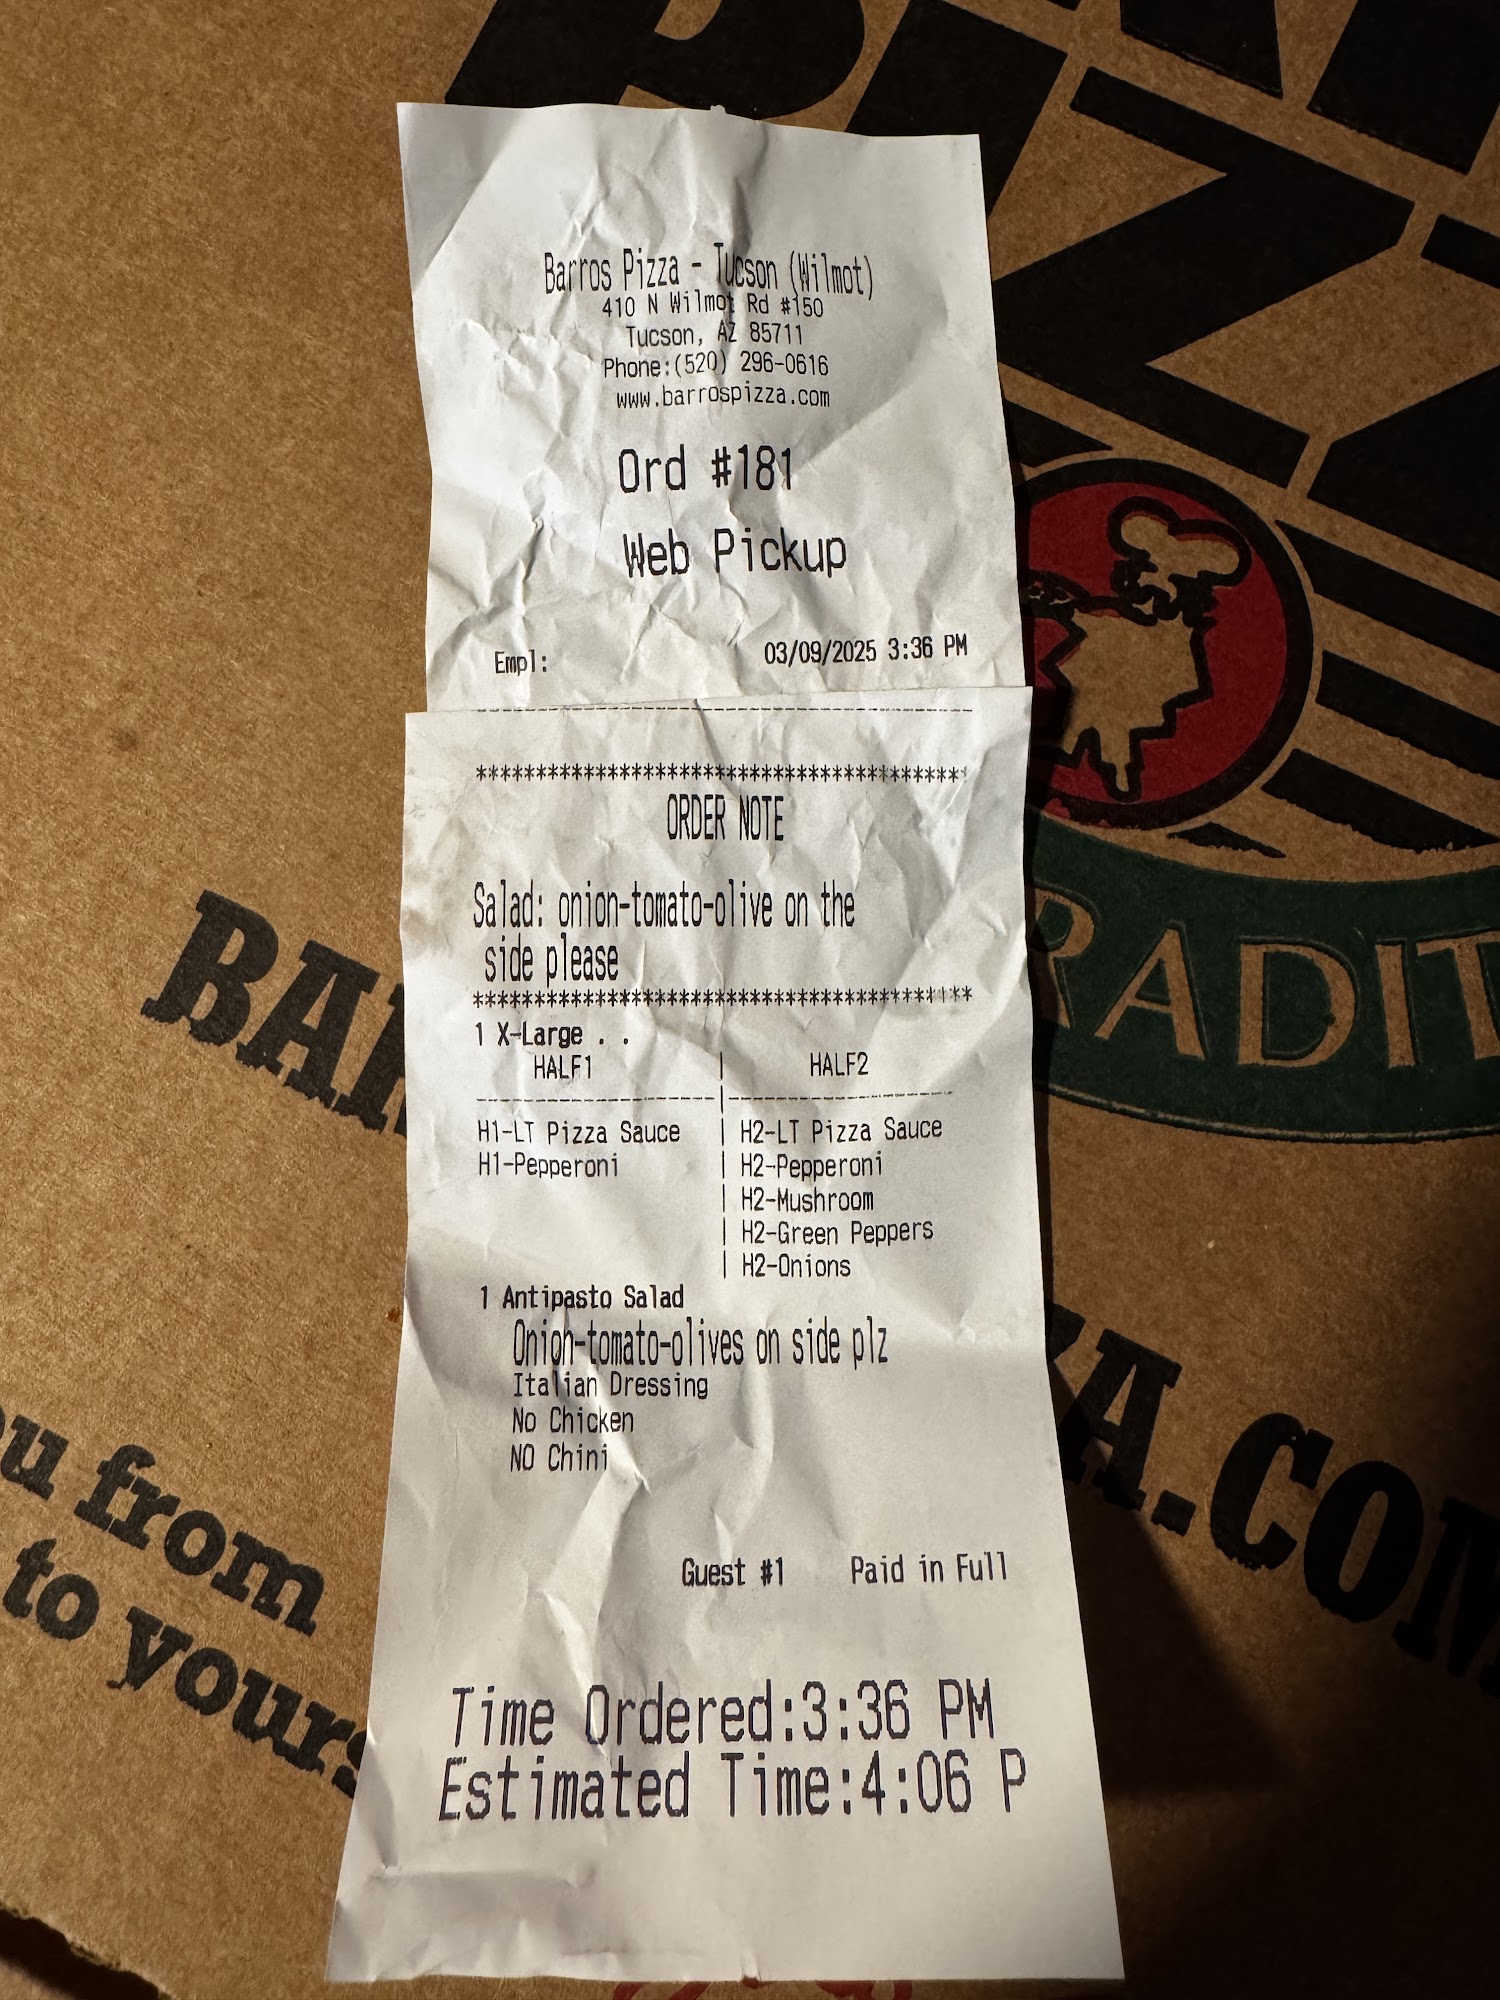 Barros Pizza - Tucson (Wilmot)
410 N Wilmot Rd #150
Tucson, AZ 85711
Phone:(520) 296-0616
www.barrospizza.com
Ord #181
Web Pickup
Empl: 03/09/2025 3:36 PM
*****************************************
ORDER NOTE
Salad: onion-tomato-olive on the
side please
*****************************************
1 X-Large . .
HALF1 | HALF2
H1-LT Pizza Sauce | H2-LT Pizza Sauce
H1-Pepperoni | H2-Pepperoni
| H2-Mushroom
| H2-Green Peppers
| H2-Onions
1 Antipasto Salad
Onion-tomato-olives on side plz
Italian Dressing
No Chicken
NO Chini
Guest #1 Paid in Full
Time Ordered:3:36 PM
Estimated Time:4:06 P
RADIT
BAR
ZA.COM
u from
to yours